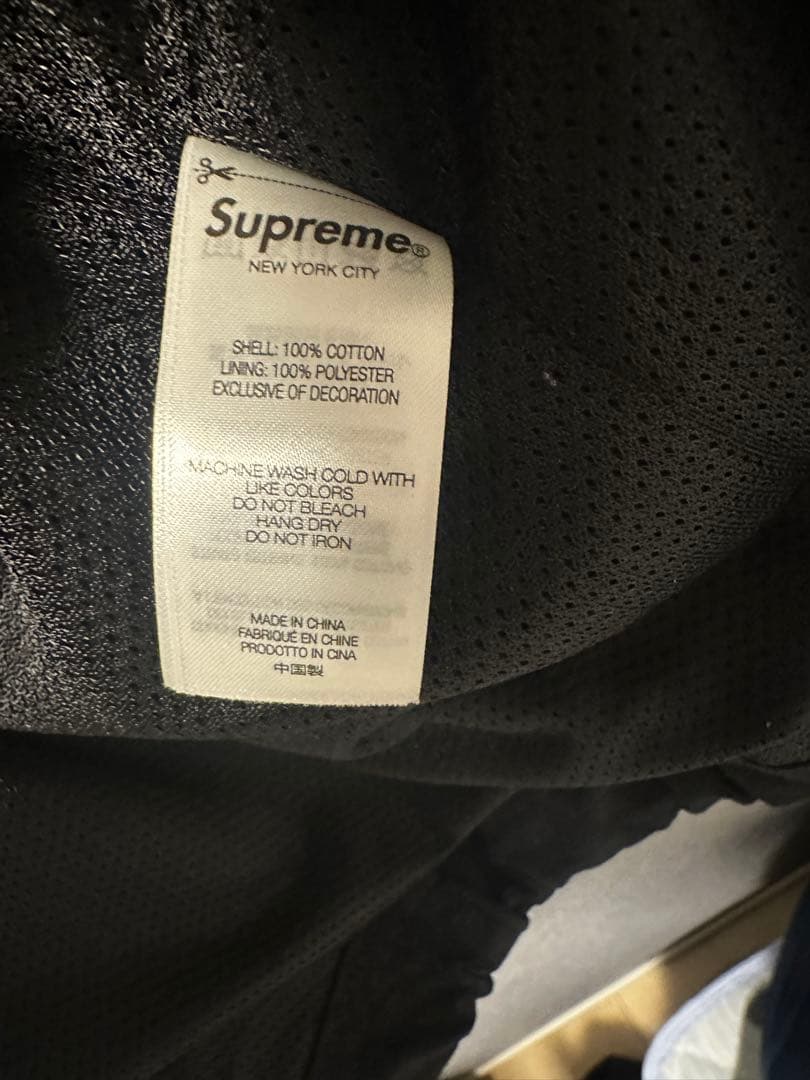 Supreme®
NEW YORK CITY
SHELL: 100% COTTON
LINING: 100% POLYESTER
EXCLUSIVE OF DECORATION
MACHINE WASH COLD WITH
LIKE COLORS
DO NOT BLEACH
HANG DRY
DO NOT IRON
MADE IN CHINA
FABRIQUÉ EN CHINE
PRODOTTO IN CINA
中国製